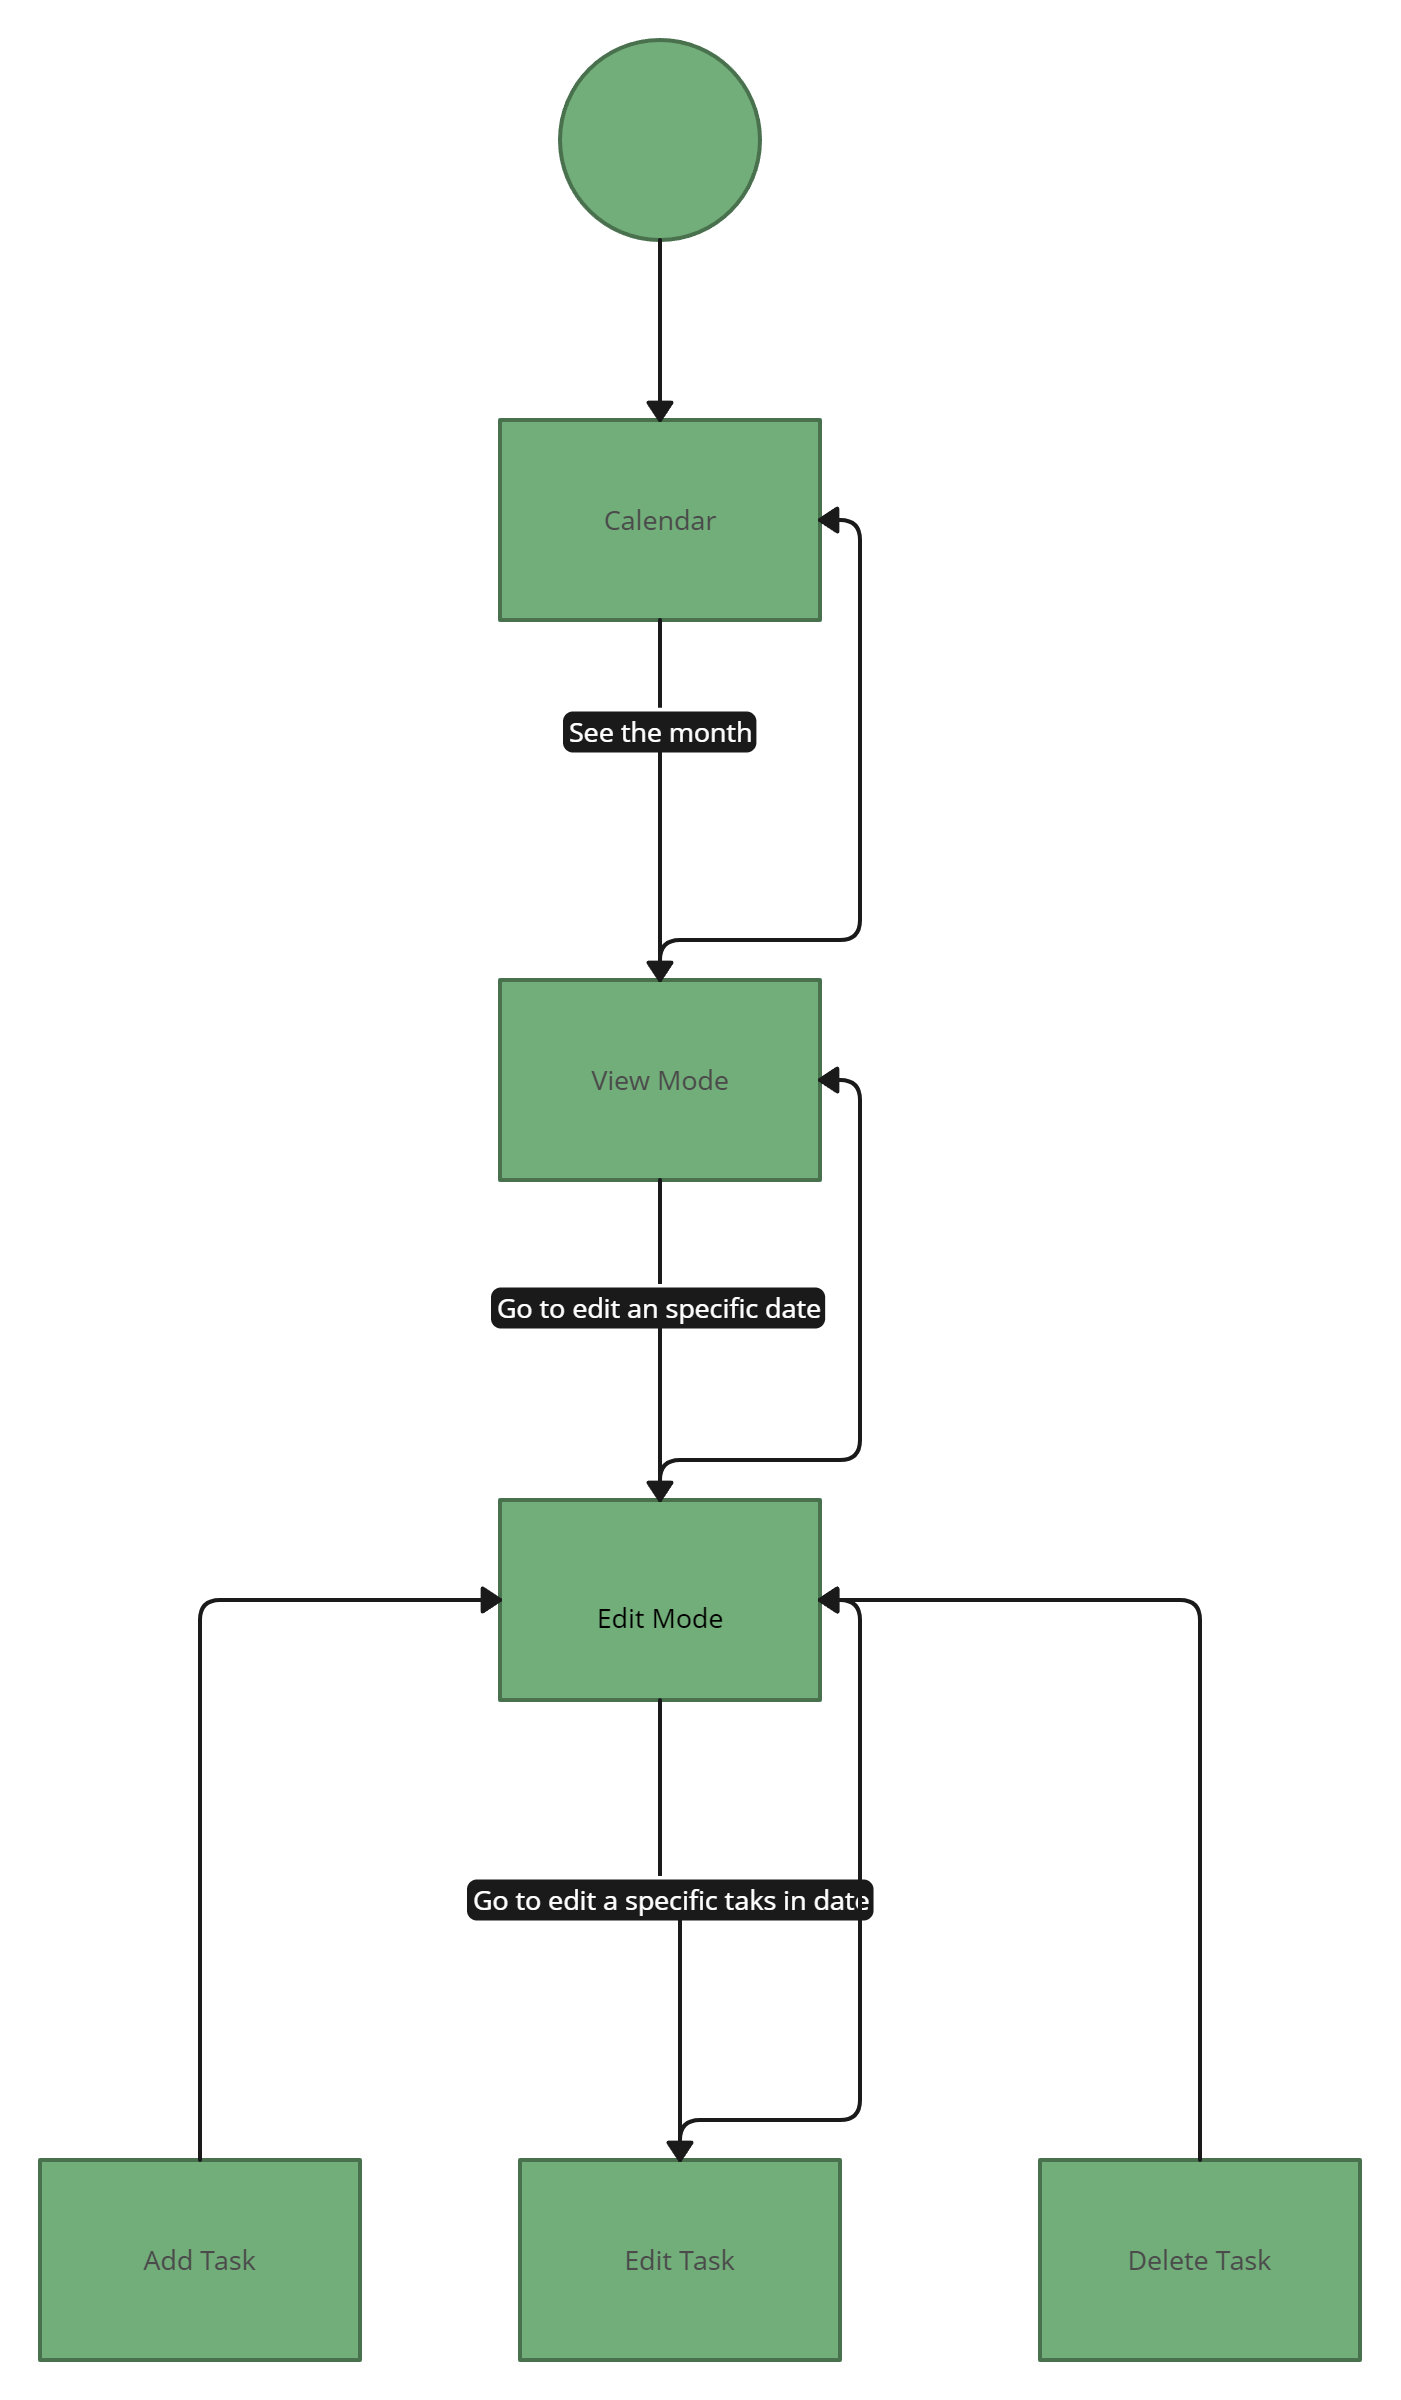 Calendar
See the month
View Mode
Go to edit an specific date
Edit Mode
Go to edit a specific taks in date
Add Task
Edit Task
Delete Task